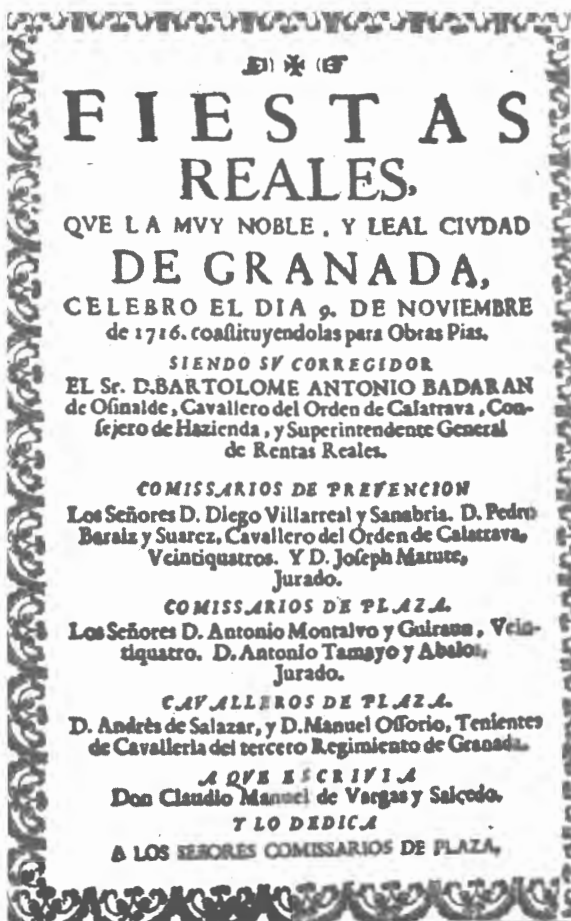 FIESTAS
REALES,
QVE LA MVY NOBLE, Y LEAL CIVDAD
DE GRANADA,
CELEBRO EL DIA 9. DE NOVIEMBRE
de 1716. coaſtituyendolas para Obras Pias.
SIENDO SV CORREGIDOR
EL Sr. D.BARTOLOME ANTONIO BADARAN
de Oſinalde, Cavallero del Orden de Calatrava, Con-
ſejero de Hazienda, y Superintendente General
de Rentas Reales.
COMISSARIOS DE PREVENCION
Los Señores D. Diego Villarreal y Sanabria. D. Pedro
Baraiz y Suarez, Cavallero del Orden de Calatrava,
Veintiquatros. Y D. Joſeph Matute,
Jurado.
COMISSARIOS DE PLAZA.
Los Señores D. Antonio Montalvo y Guiraun, Vein-
tiquatro. D. Antonio Tamayo y Abalos,
Jurado.
CAVALLEROS DE PLAZA.
D. Andrès de Salazar, y D.Manuel Oſſorio, Tenientes
de Cavalleria del tercero Regimiento de Granada.
A QVE ESCRIVIA
Don Claudio Manuel de Vargas y Salçedo.
Y LO DEDICA
A LOS SEÑORES COMISSARIOS DE PLAZA,